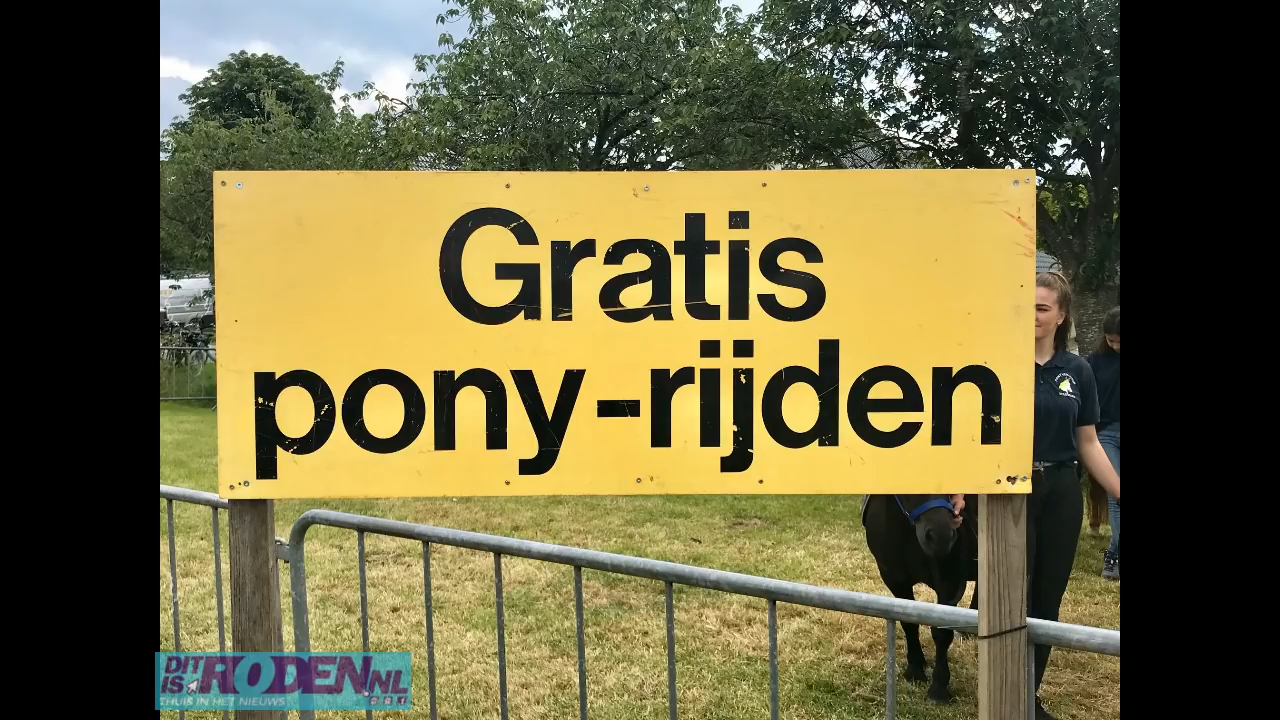 Gratis
pony-rijden
DIT
IS RODEN.NL
THUIS IN HET NIEUWS